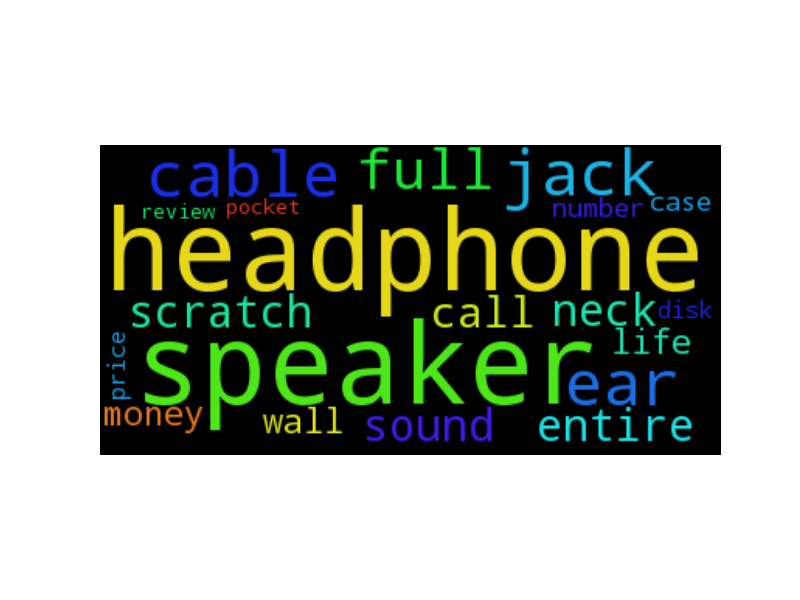 cable full jack
review pocket number case
headphone
scratch call neck disk
life
price speaker ear
money wall sound entire